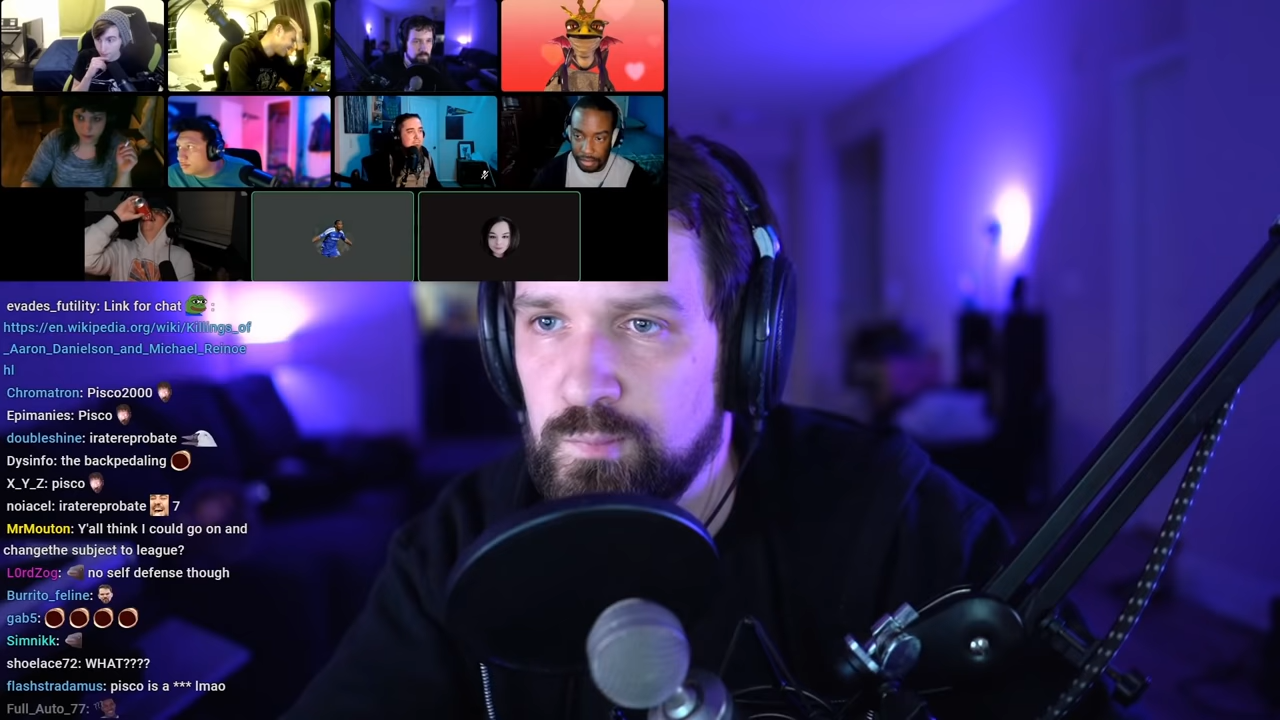 evades_futility: Link for chat :
https://en.wikipedia.org/wiki/Killings_of
_Aaron_Danielson_and_Michael_Reinoe
hl
Chromatron: Pisco2000
Epimanies: Pisco
doubleshine: iratereprobate
Dysinfo: the backpedaling
X_Y_Z: pisco
noiacel: iratereprobate 7
MrMouton: Y'all think I could go on and
changethe subject to league?
L0rdZog: no self defense though
Burrito_feline:
gab5:
Simnikk:
shoelace72: WHAT????
flashstradamus: pisco is a *** lmao
Full_Auto_77: